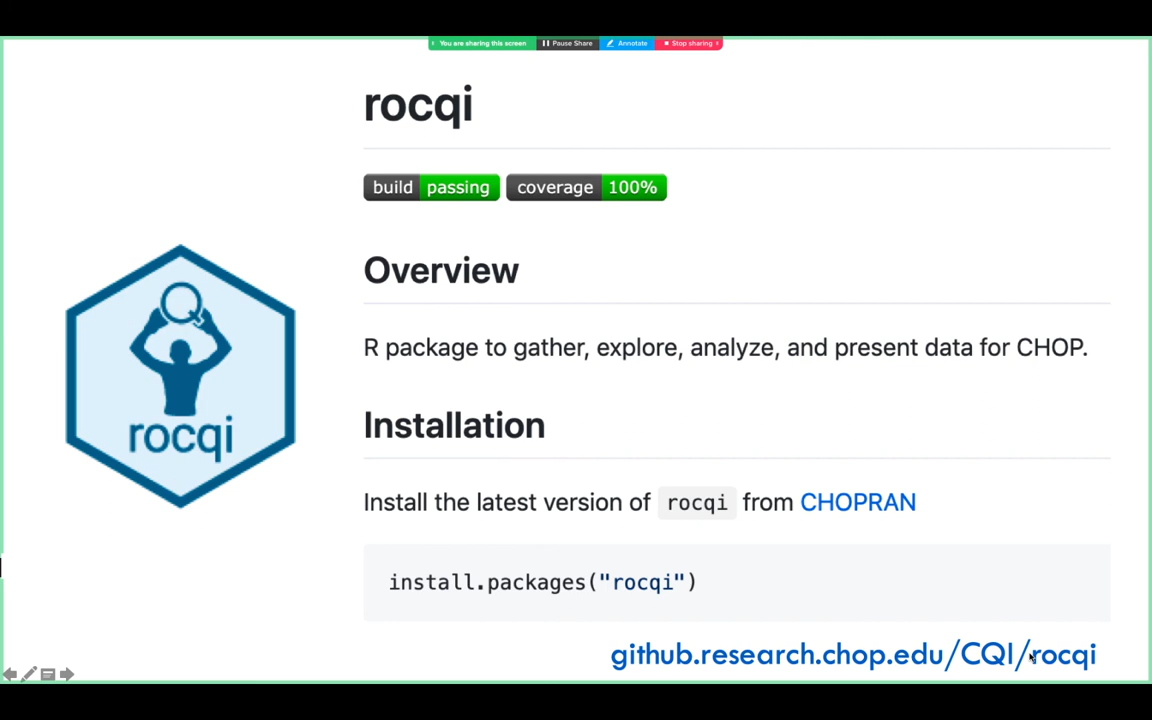 You are sharing this screen
Pause Share
Annotate
Stop sharing
rocqi
build passing coverage 100%
Overview
R package to gather, explore, analyze, and present data for CHOP.
rocqi
Installation
Install the latest version of rocqi from CHOPRAN
install.packages("rocqi")
github.research.chop.edu/CQI/rocqi